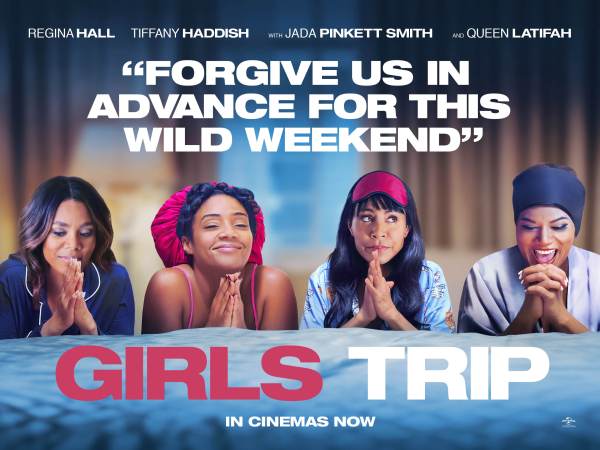 REGINA HALL TIFFANY HADDISH WITH JADA PINKETT SMITH AND QUEEN LATIFAH
“FORGIVE US IN
ADVANCE FOR THIS
WILD WEEKEND”
GIRLS TRIP
IN CINEMAS NOW